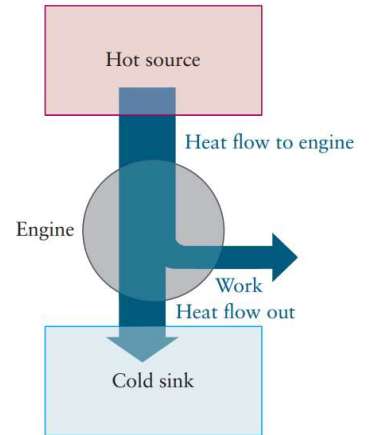 Hot source
Heat flow to engine
Engine
Work
Heat flow out
Cold sink